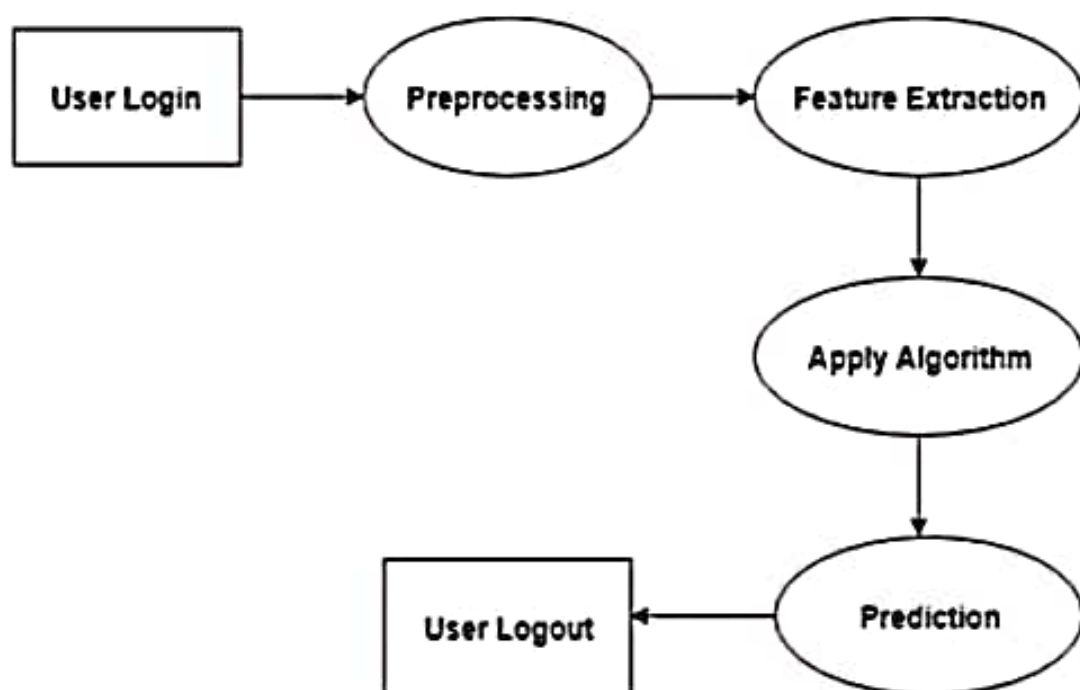 User Login
Preprocessing
Feature Extraction
Apply Algorithm
Prediction
User Logout